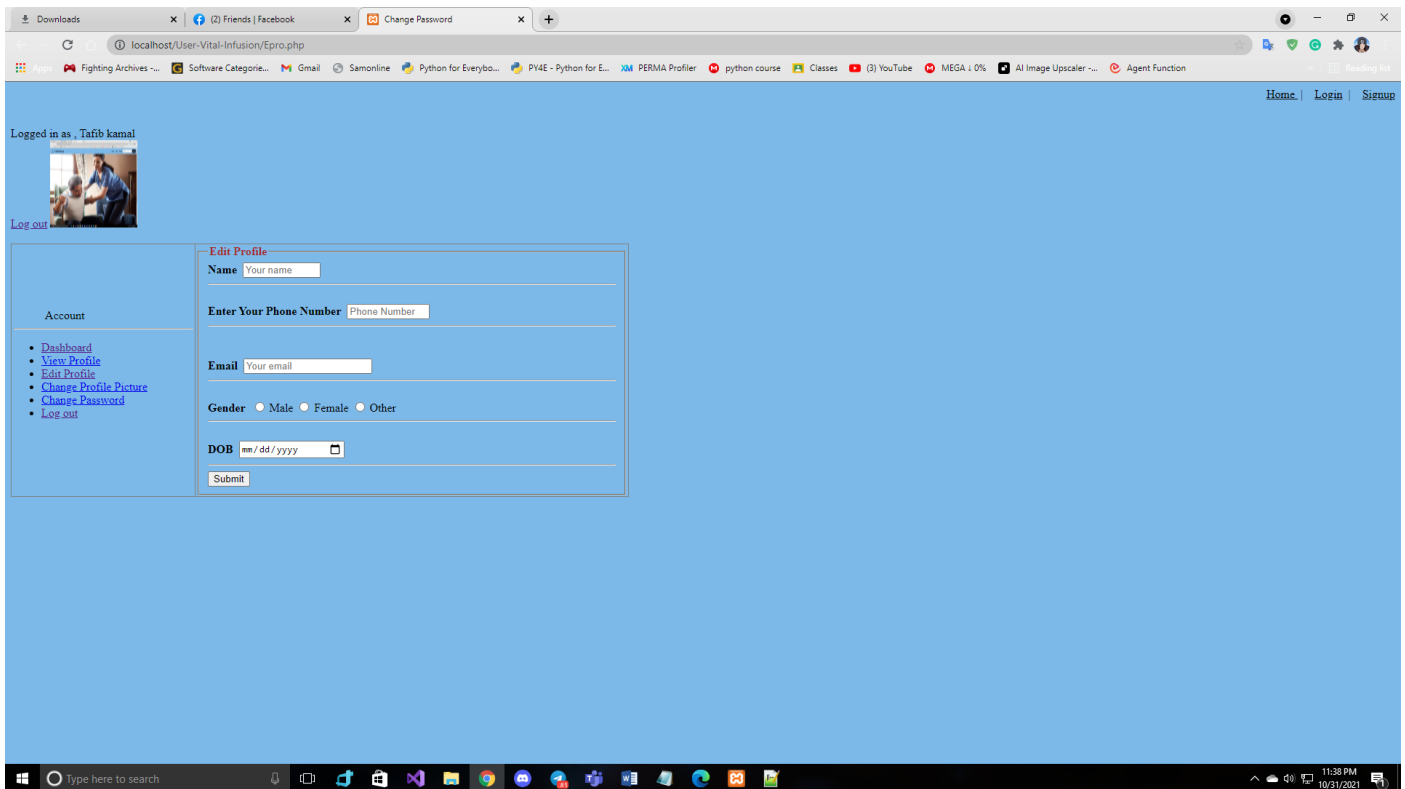 Downloads
(2) Friends | Facebook
Change Password
localhost/User-Vital-Infusion/Epro.php
Apps
Fighting Archives -...
Software Categorie...
Gmail
Samonline
Python for Everybo...
PY4E - Python for E...
XM PERMA Profiler
python course
Classes
(3) YouTube
MEGA ↓ 0%
AI Image Upscaler -...
Agent Function
Reading list
Home | Login | Signup
Logged in as , Tafib kamal
Log out
Account
Dashboard
View Profile
Edit Profile
Change Profile Picture
Change Password
Log out
Edit Profile
Name Your name
Enter Your Phone Number Phone Number
Email Your email
Gender Male Female Other
DOB mm/dd/yyyy
Submit
Type here to search
11:38 PM
10/31/2021